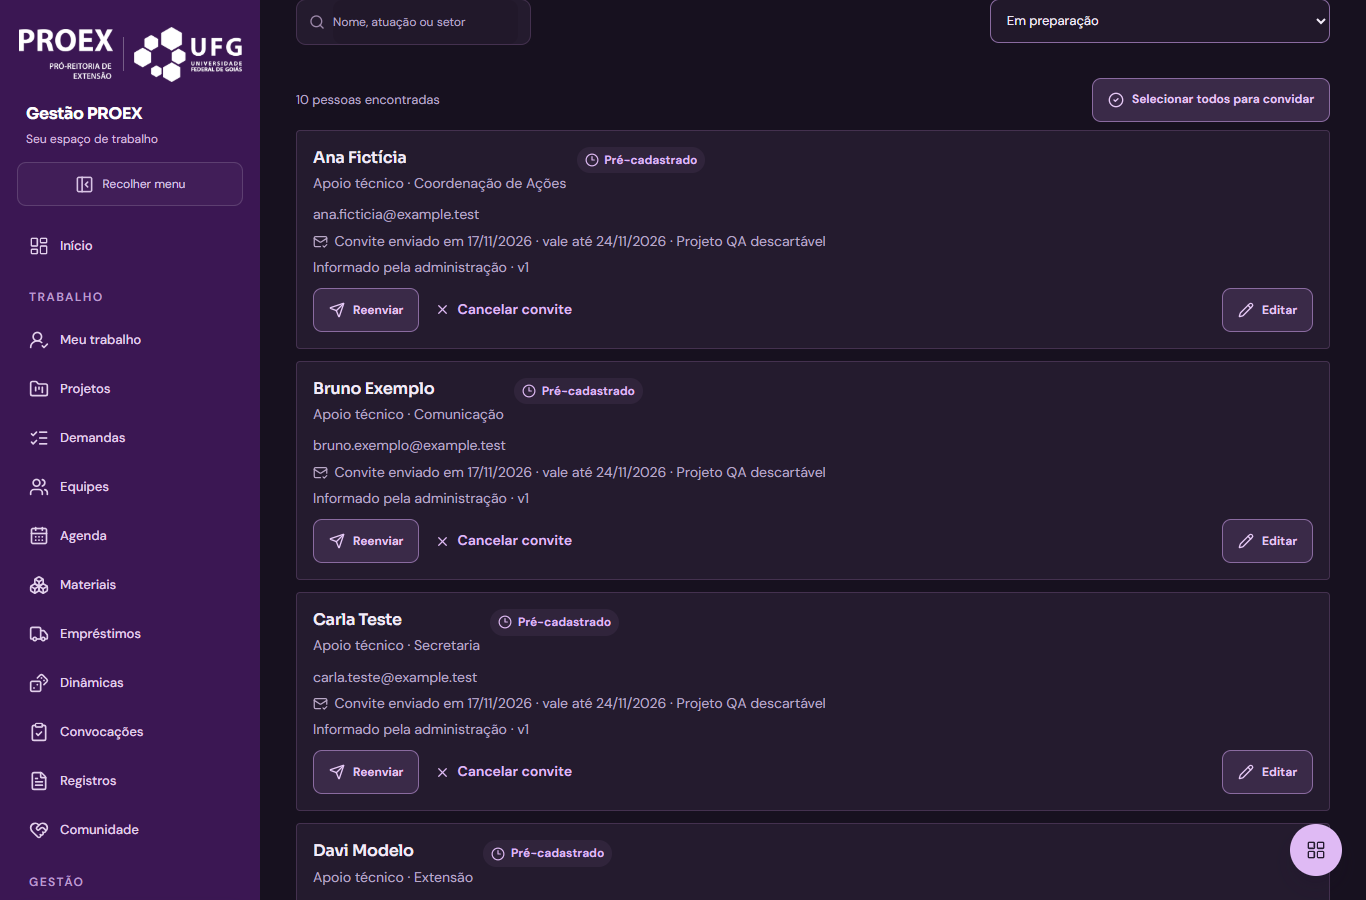 PROEX
PRÓ-REITORIA DE
EXTENSÃO
UFG
UNIVERSIDADE
FEDERAL DE GOIÁS
Gestão PROEX
Seu espaço de trabalho
Recolher menu
Início
TRABALHO
Meu trabalho
Projetos
Demandas
Equipes
Agenda
Materiais
Empréstimos
Dinâmicas
Convocações
Registros
Comunidade
GESTÃO
Nome, atuação ou setor
Em preparação
10 pessoas encontradas
Selecionar todos para convidar
Ana Fictícia
Pré-cadastrado
Apoio técnico · Coordenação de Ações
ana.ficticia@example.test
Convite enviado em 17/11/2026 · vale até 24/11/2026 · Projeto QA descartável
Informado pela administração · v1
Reenviar
Cancelar convite
Editar
Bruno Exemplo
Pré-cadastrado
Apoio técnico · Comunicação
bruno.exemplo@example.test
Convite enviado em 17/11/2026 · vale até 24/11/2026 · Projeto QA descartável
Informado pela administração · v1
Reenviar
Cancelar convite
Editar
Carla Teste
Pré-cadastrado
Apoio técnico · Secretaria
carla.teste@example.test
Convite enviado em 17/11/2026 · vale até 24/11/2026 · Projeto QA descartável
Informado pela administração · v1
Reenviar
Cancelar convite
Editar
Davi Modelo
Pré-cadastrado
Apoio técnico · Extensão